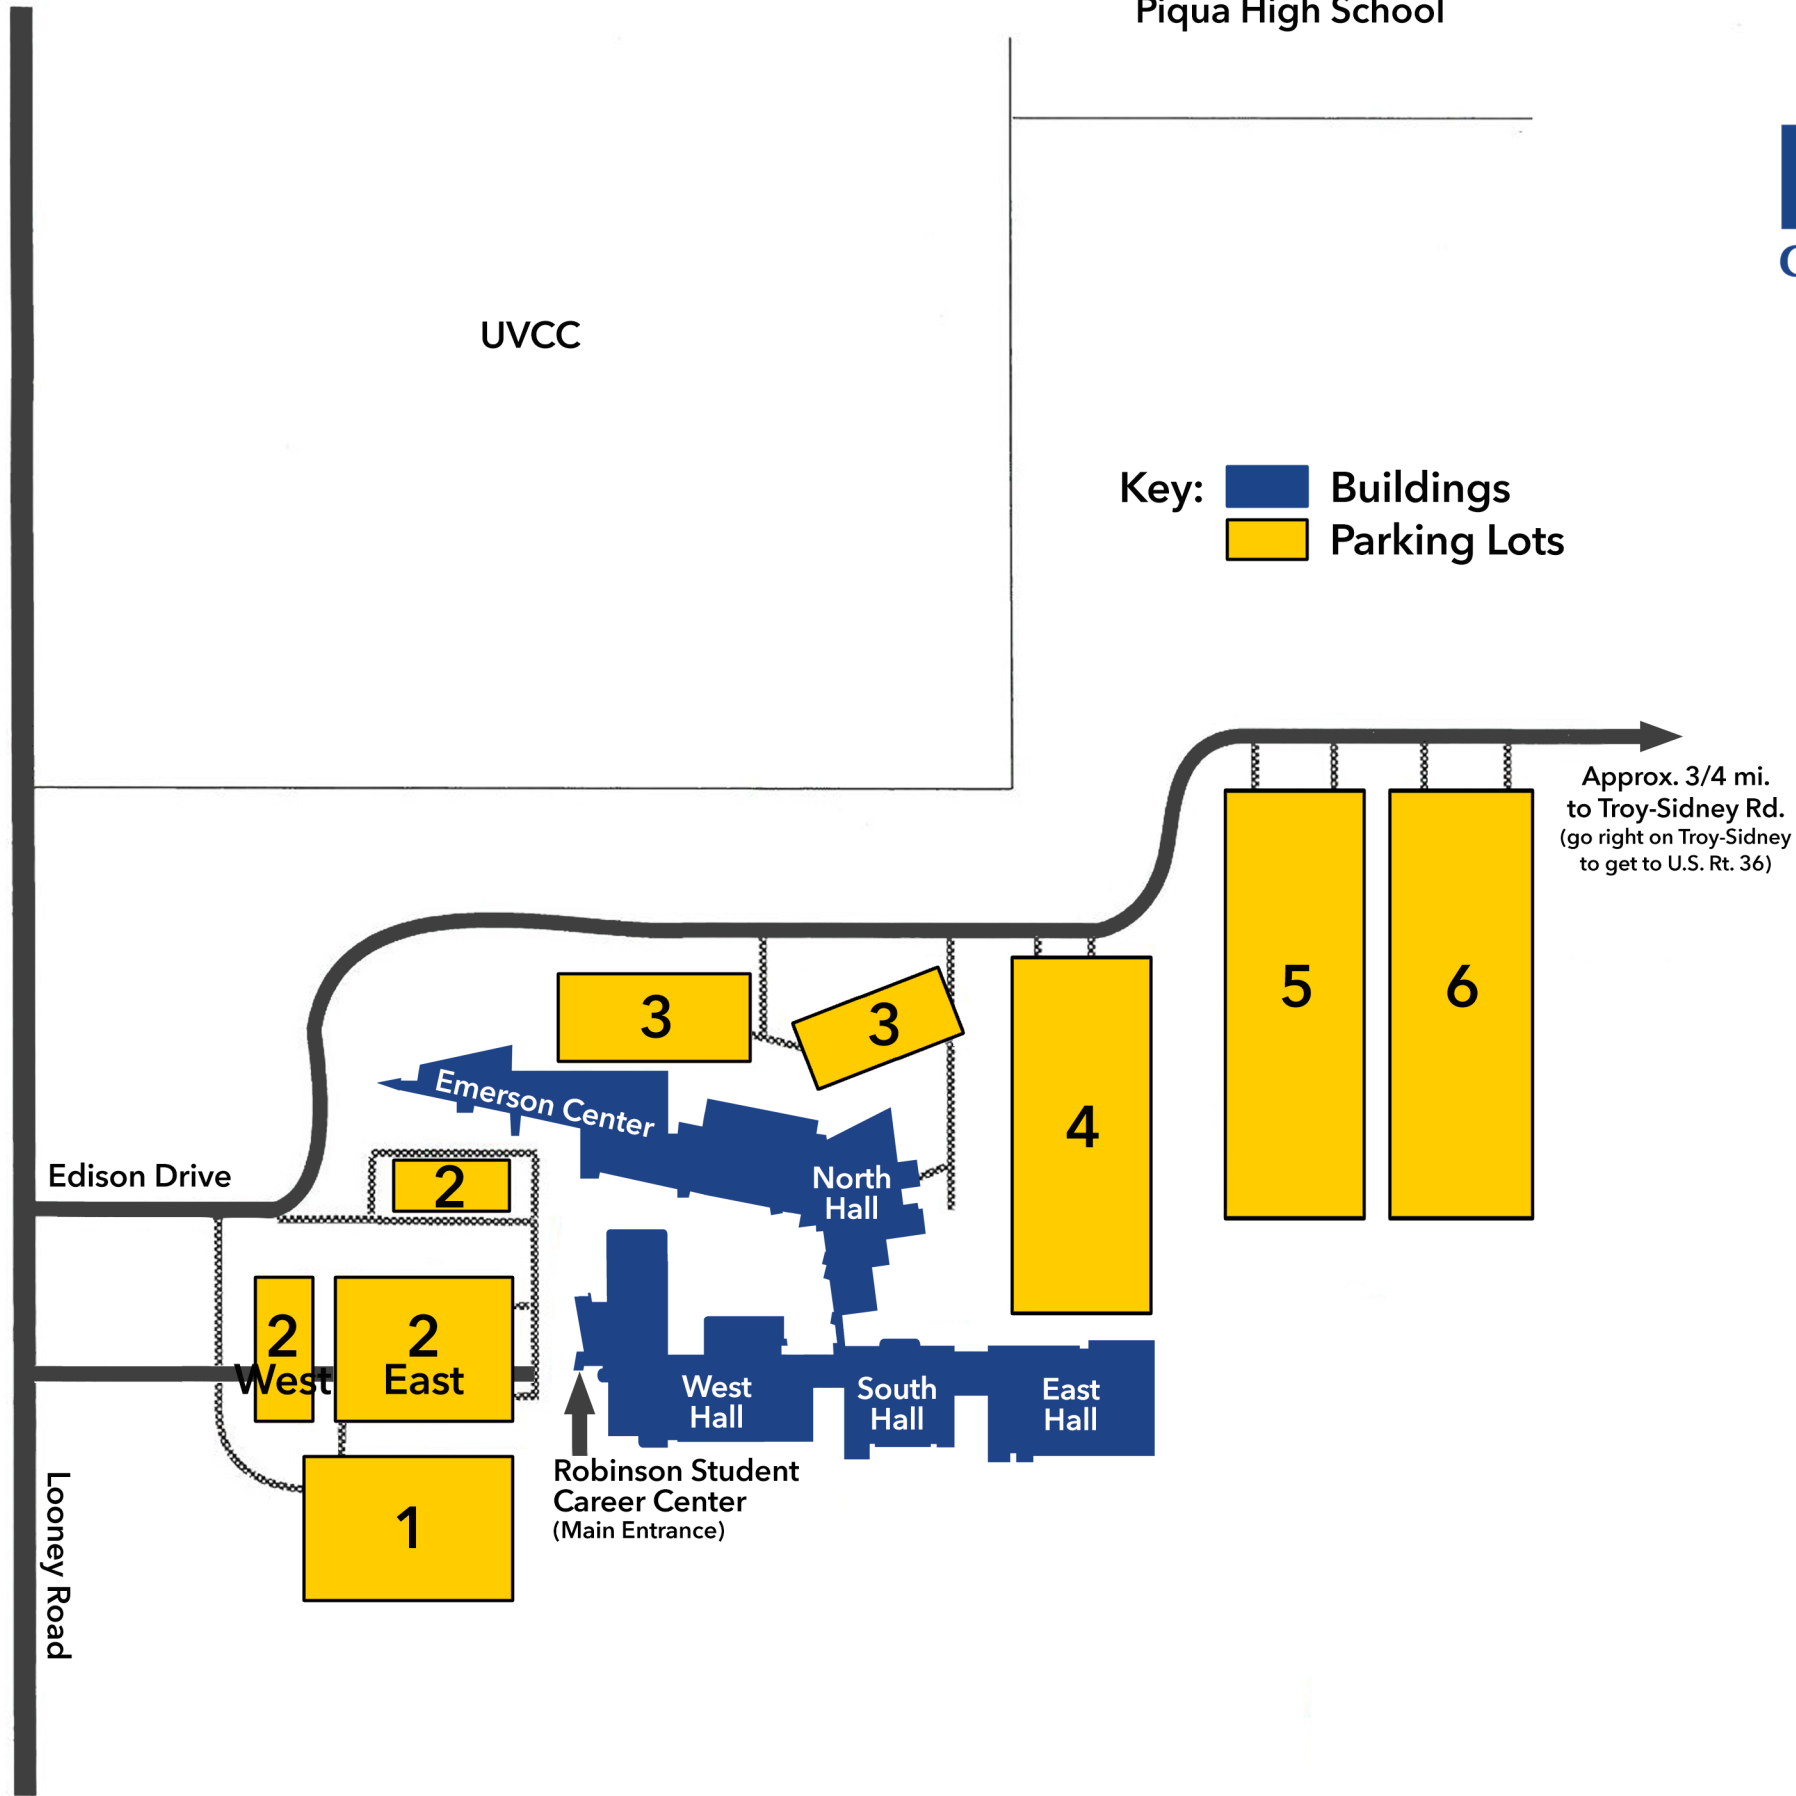 Piqua High School
UVCC
Key:
Buildings
Parking Lots
Approx. 3/4 mi.
to Troy-Sidney Rd.
(go right on Troy-Sidney
to get to U.S. Rt. 36)
5
6
3
3
4
Emerson Center
North
Hall
Edison Drive
2
2
West
2
East
West
Hall
South
Hall
East
Hall
Robinson Student
Career Center
(Main Entrance)
1
Looney Road